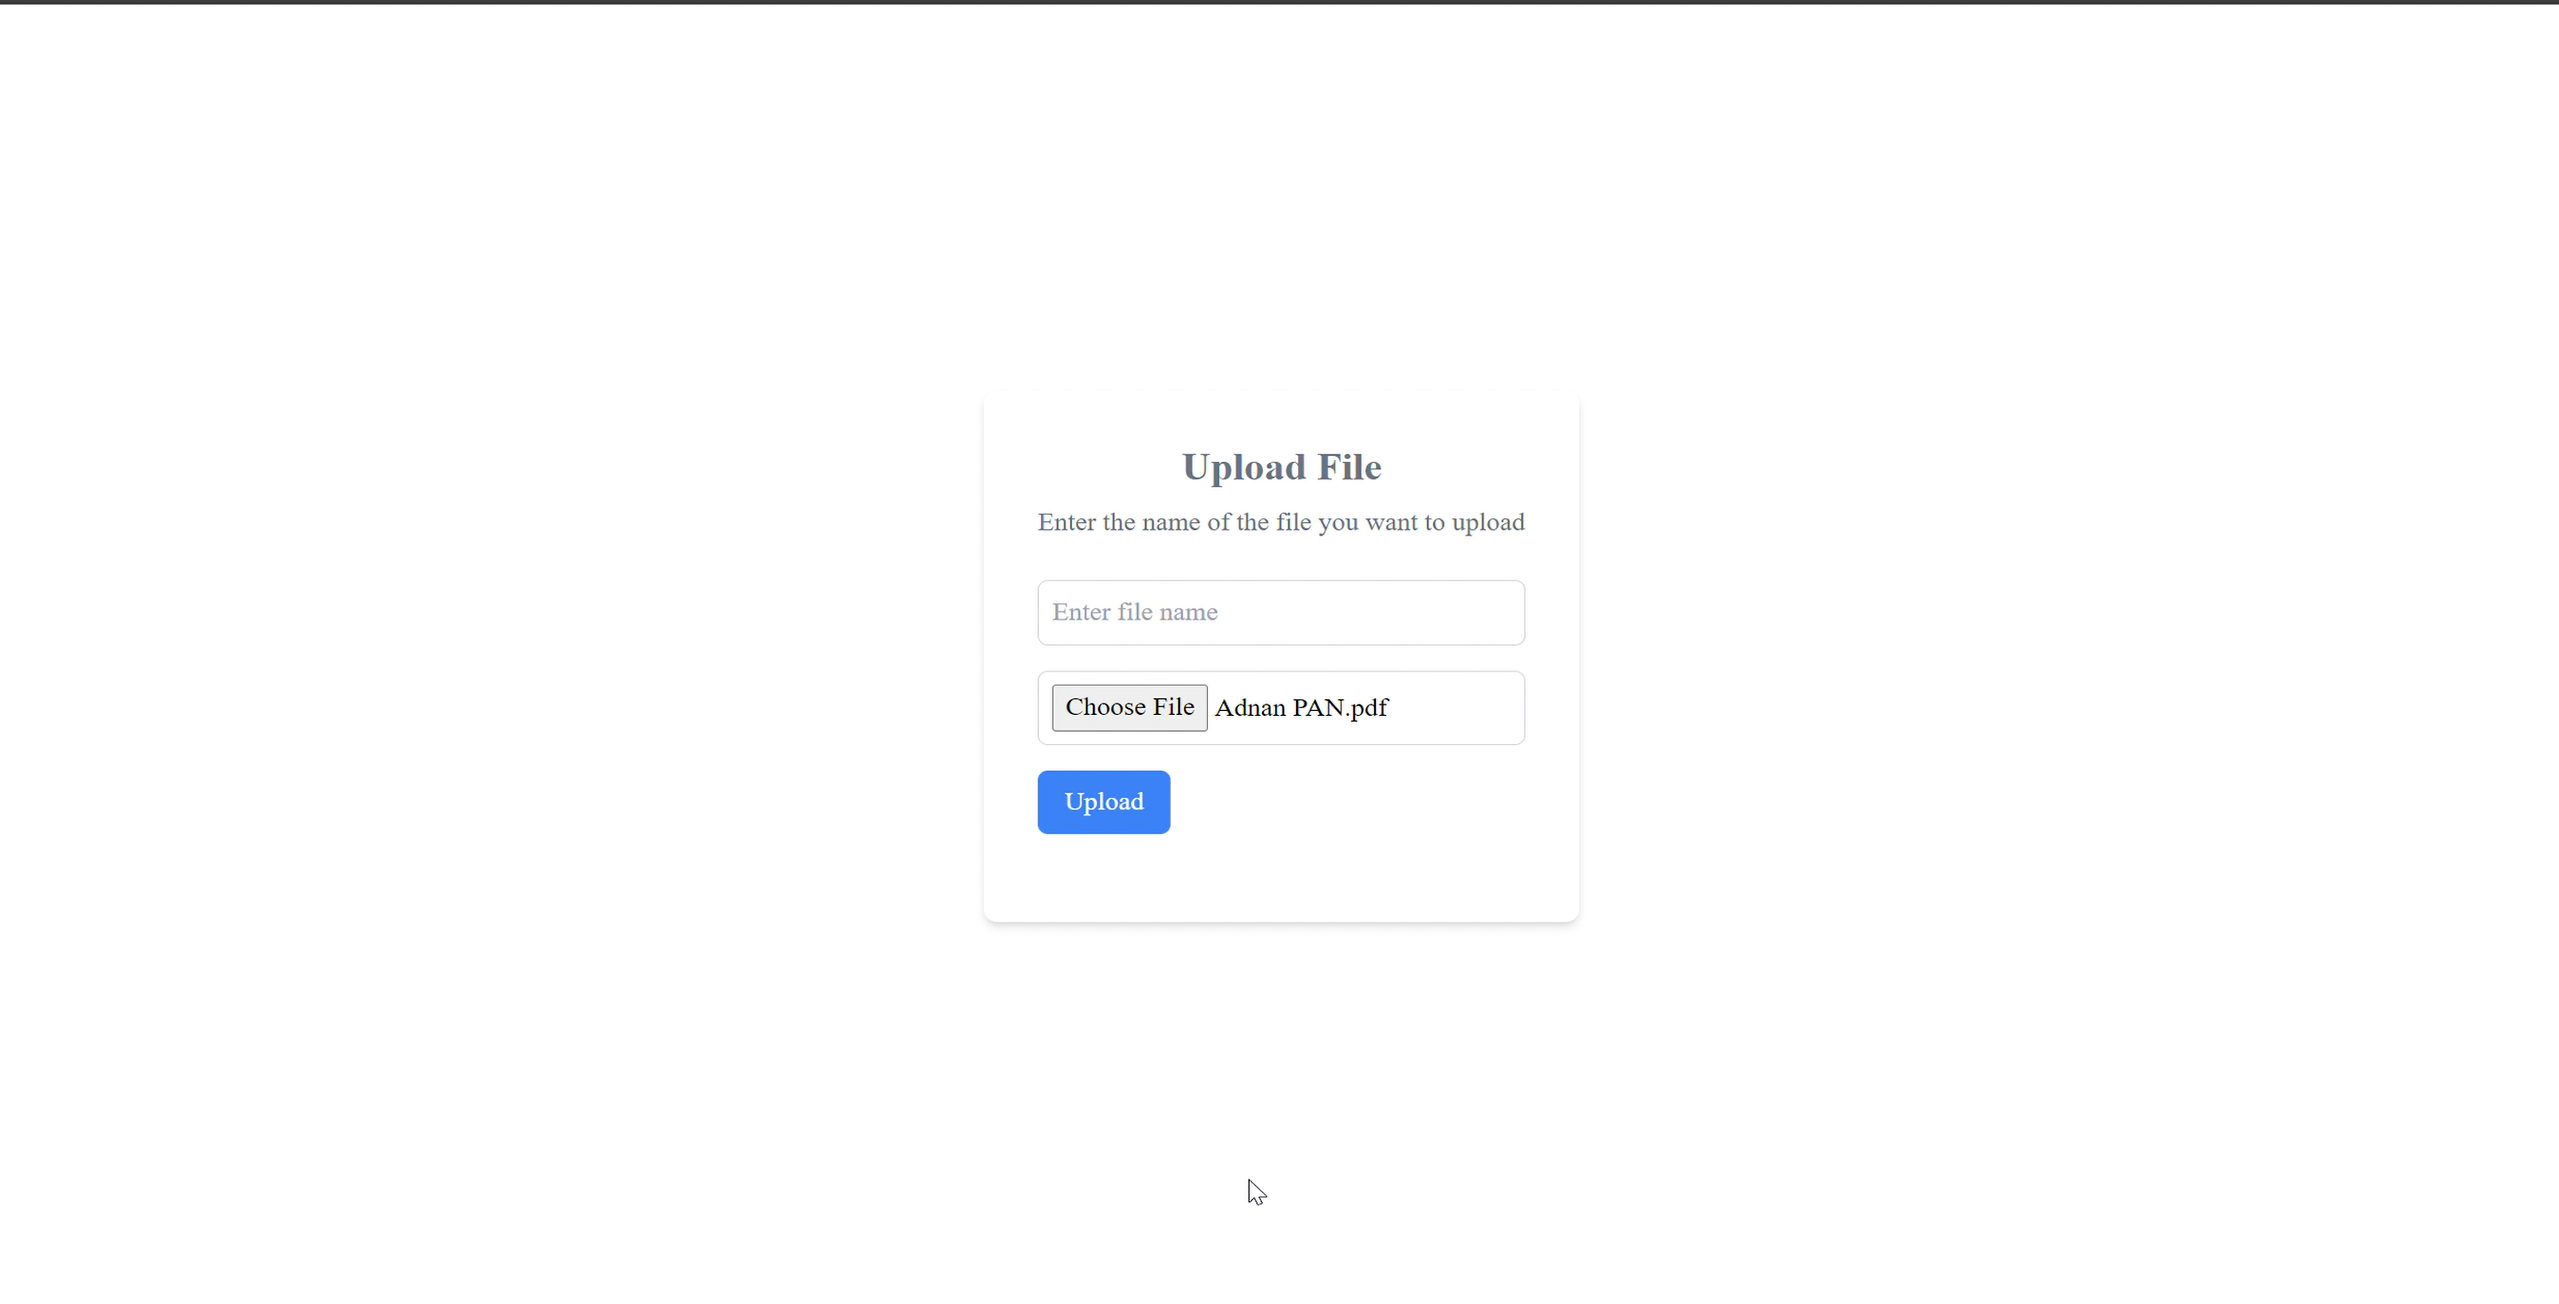 Upload File
Enter the name of the file you want to upload
Enter file name
Choose File Adnan PAN.pdf
Upload